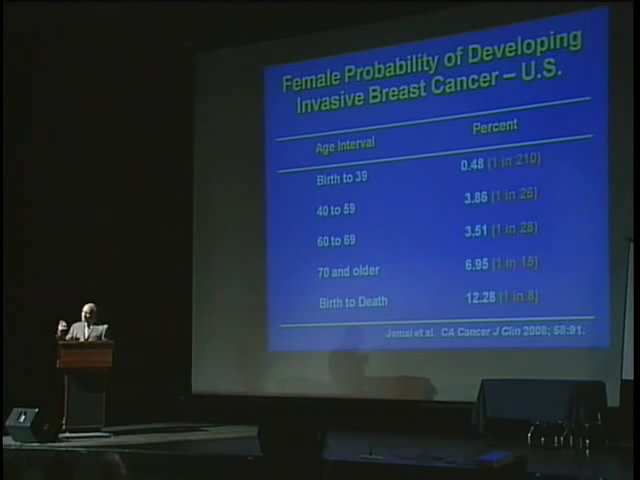 Female Probability of Developing
Invasive Breast Cancer – U.S.
Age Interval Percent
Birth to 39 0.48 (1 in 210)
40 to 59 3.86 (1 in 26)
60 to 69 3.51 (1 in 28)
70 and older 6.95 (1 in 15)
Birth to Death 12.28 (1 in 8)
Jemal et al. CA Cancer J Clin 2008; 58:91.